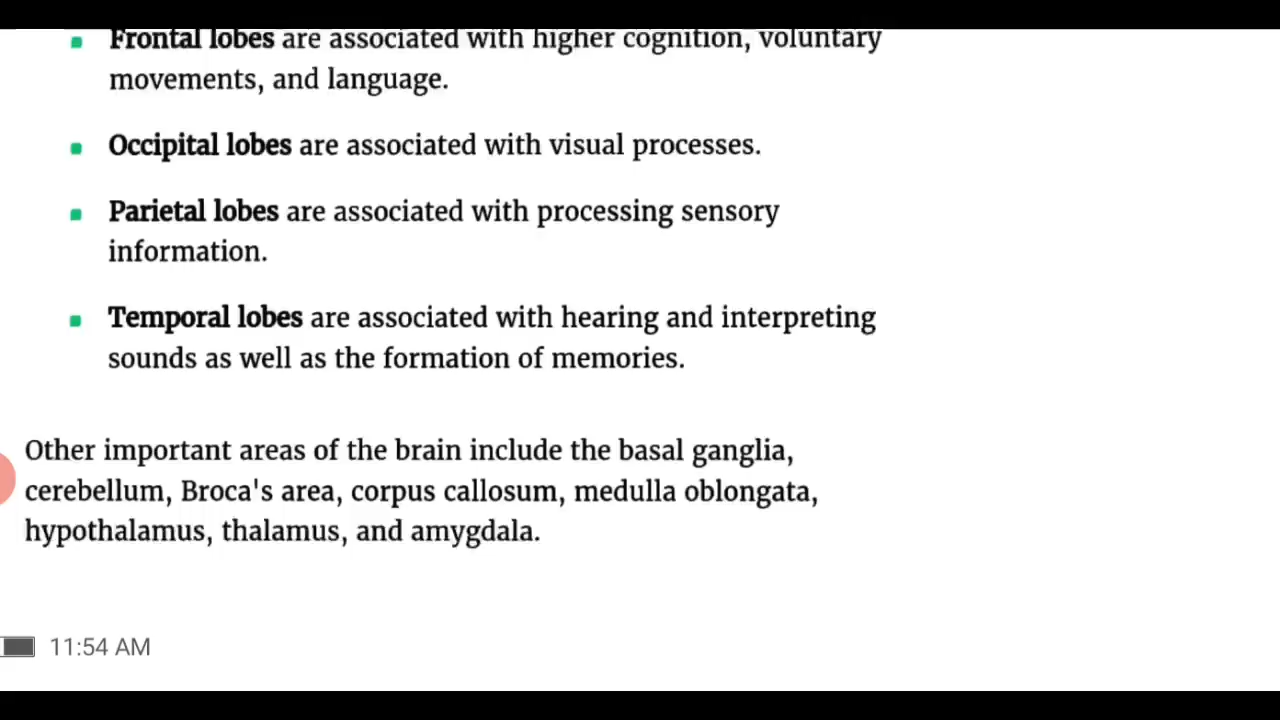 Frontal lobes are associated with higher cognition, voluntary
movements, and language.
Occipital lobes are associated with visual processes.
Parietal lobes are associated with processing sensory
information.
Temporal lobes are associated with hearing and interpreting
sounds as well as the formation of memories.
Other important areas of the brain include the basal ganglia,
cerebellum, Broca's area, corpus callosum, medulla oblongata,
hypothalamus, thalamus, and amygdala.
11:54 AM